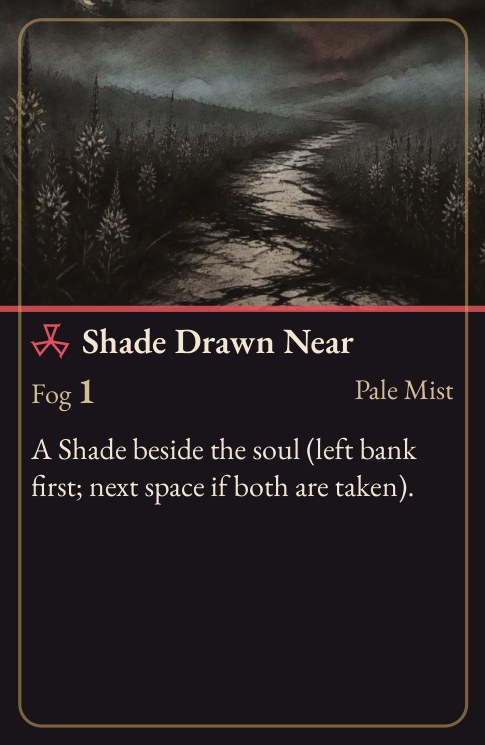 Shade Drawn Near
Fog 1
Pale Mist
A Shade beside the soul (left bank
first; next space if both are taken).